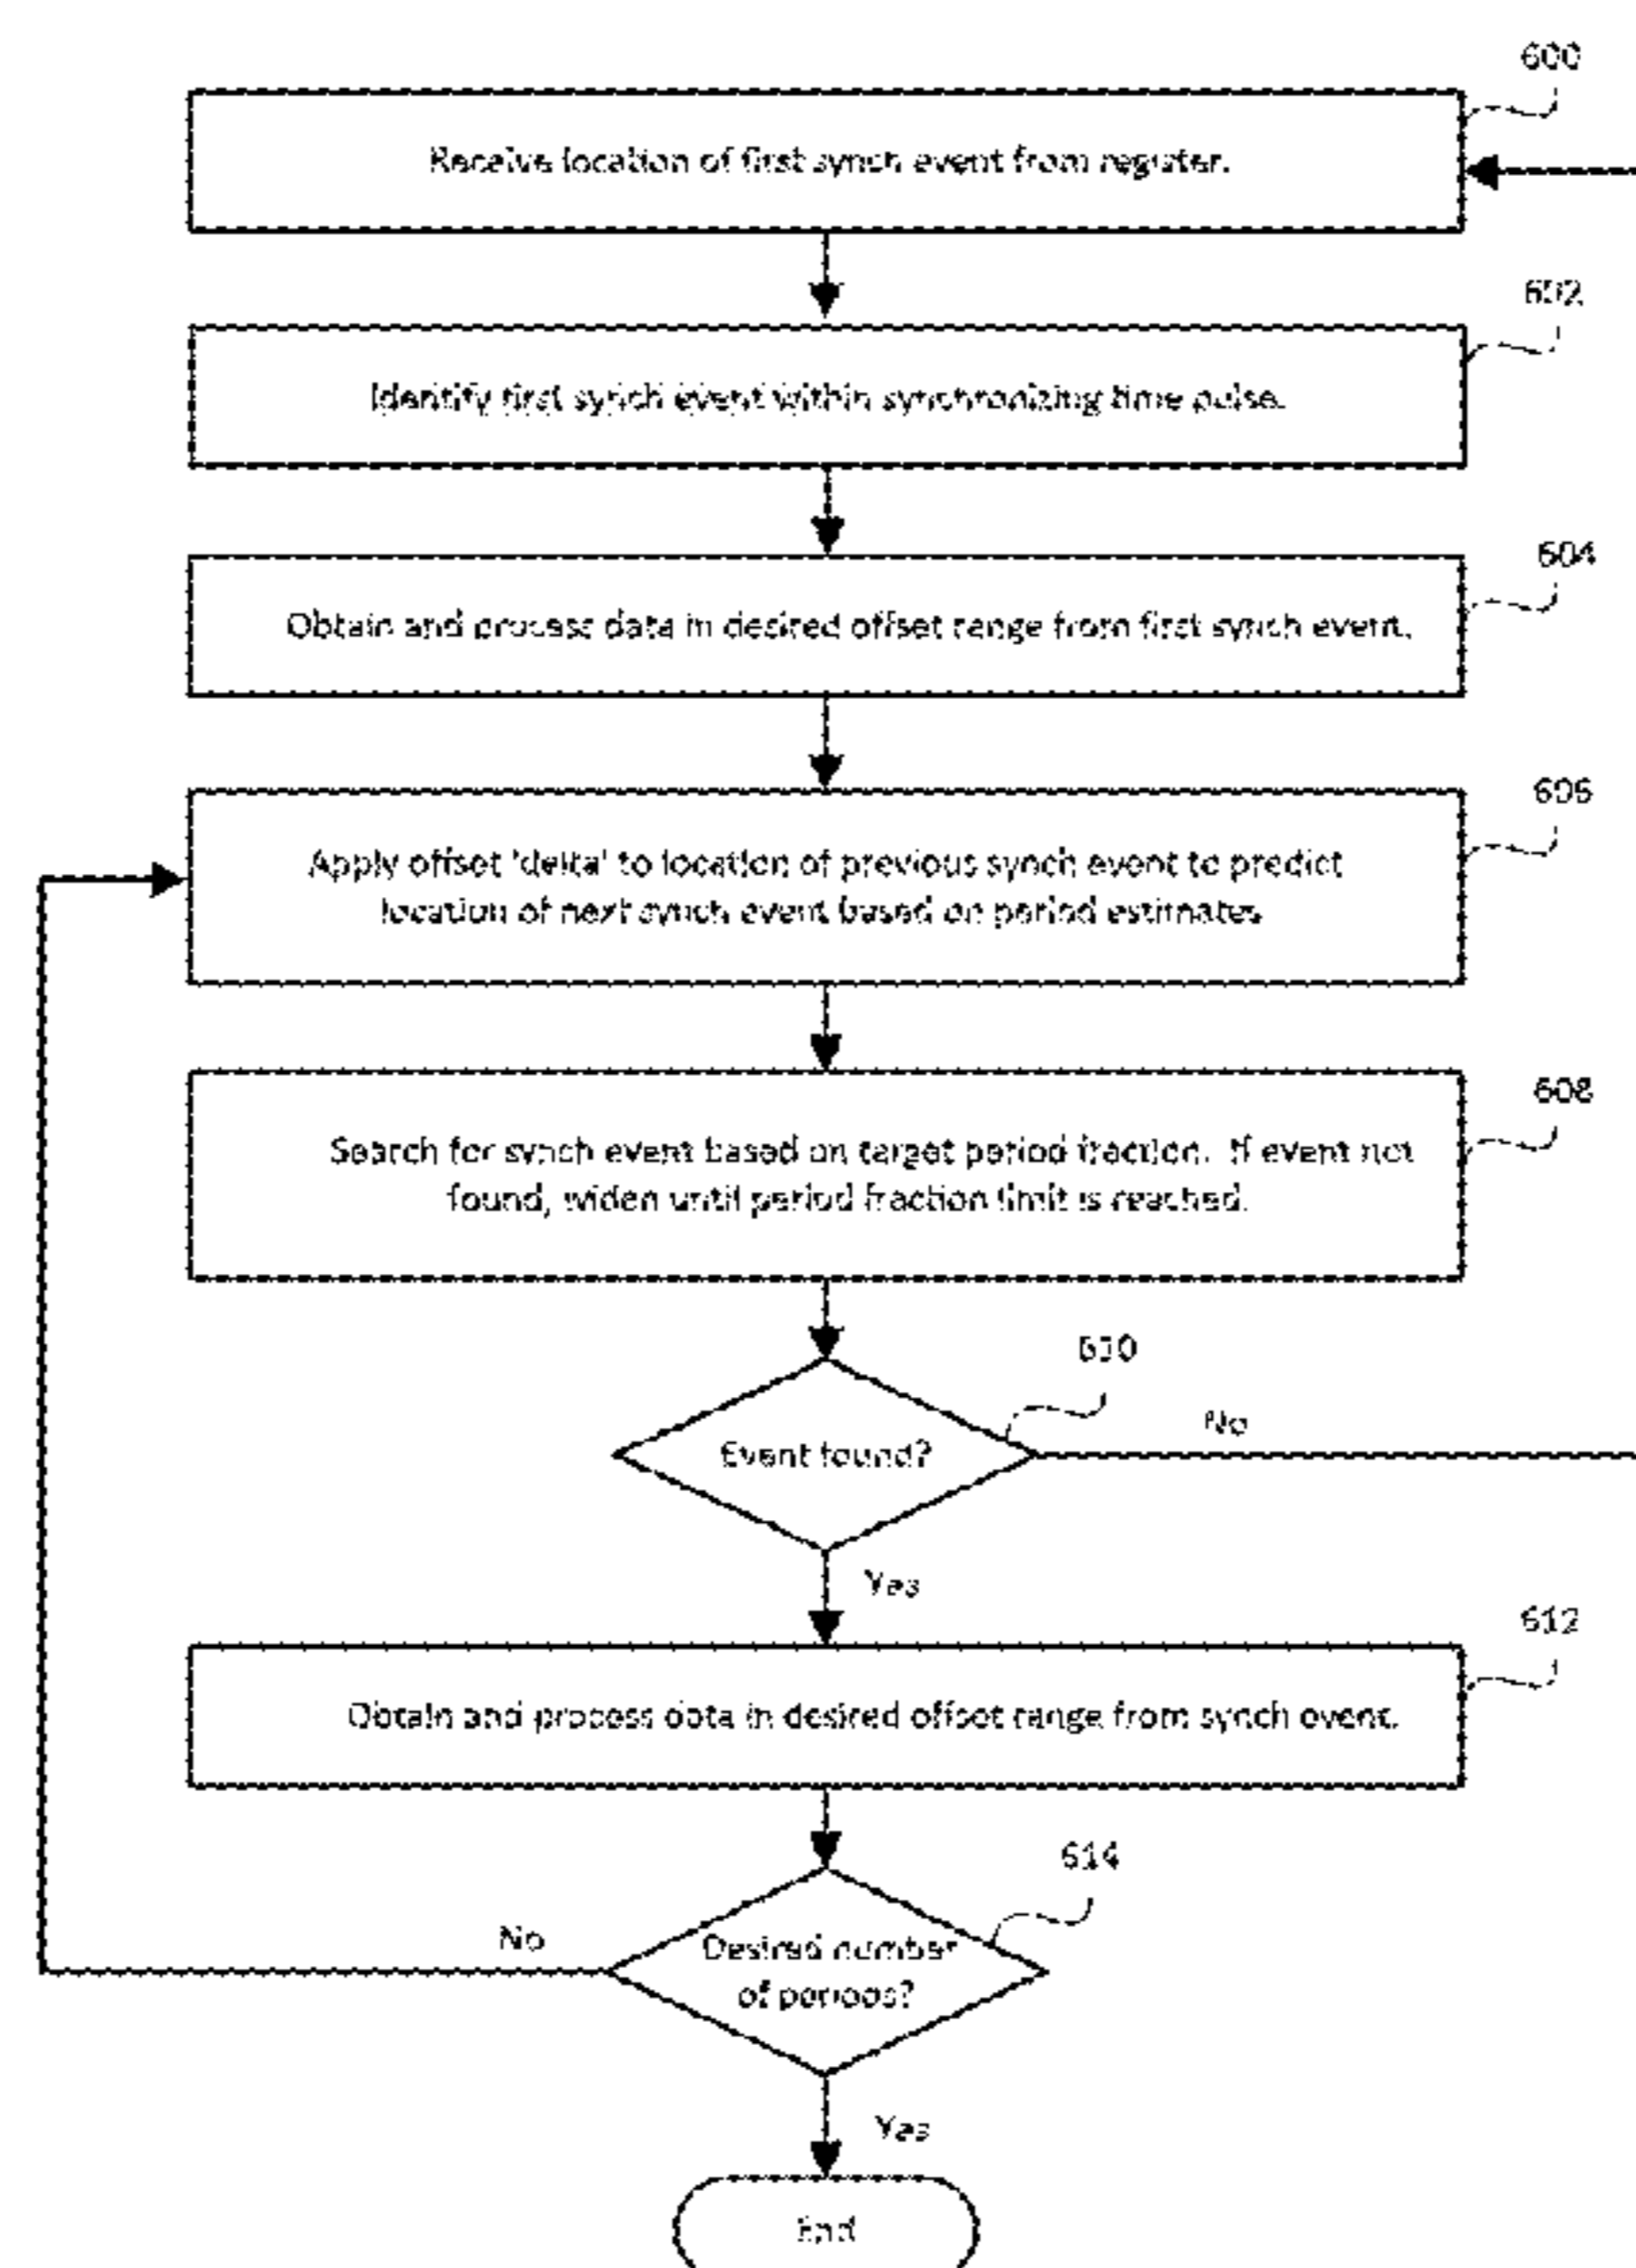 600
Receive location of first synch event from register.
602
Identify first synch event within synchronizing time pulse.
604
Obtain and process data in desired offset range from first synch event.
606
Apply offset 'delta' to location of previous synch event to predict
location of next synch event based on period estimates
608
Search for synch event based on target period fraction. If event not
found, widen until period fraction limit is reached.
610
No
Event found?
Yes
612
Obtain and process data in desired offset range from synch event.
614
No
Desired number
of periods?
Yes
End